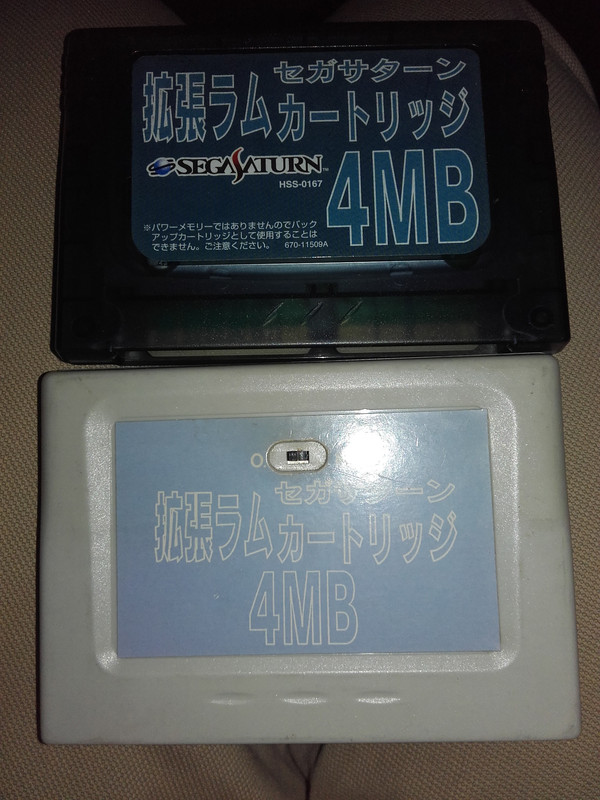 セガサターン
拡張ラムカートリッジ
SEGA SATURN™
HSS-0167
4MB
※パワーメモリーではありませんのでバック
アップカートリッジとして使用することは
できません。ご注意ください。 670-11509A
セガサターン
拡張ラムカートリッジ
4MB